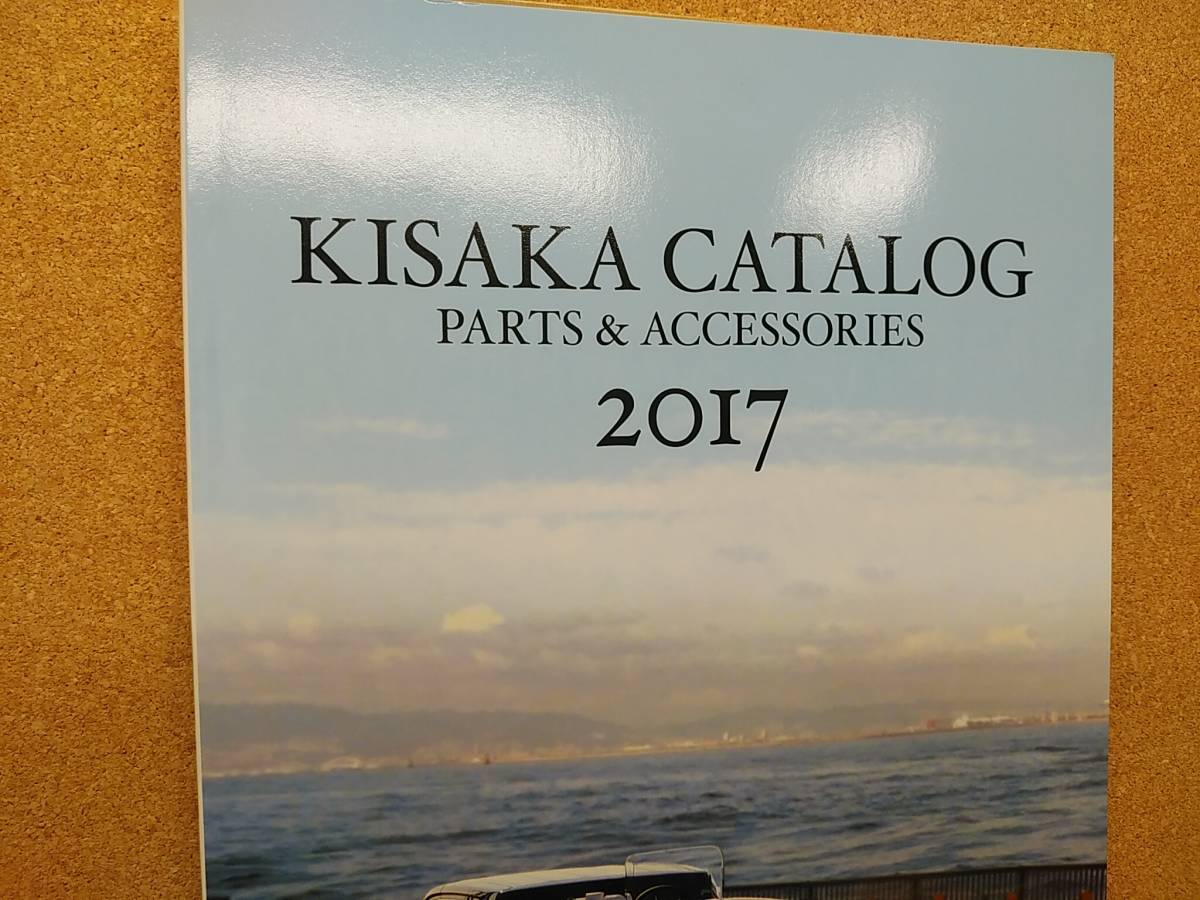 KISAKA CATALOG
PARTS & ACCESSORIES
2017